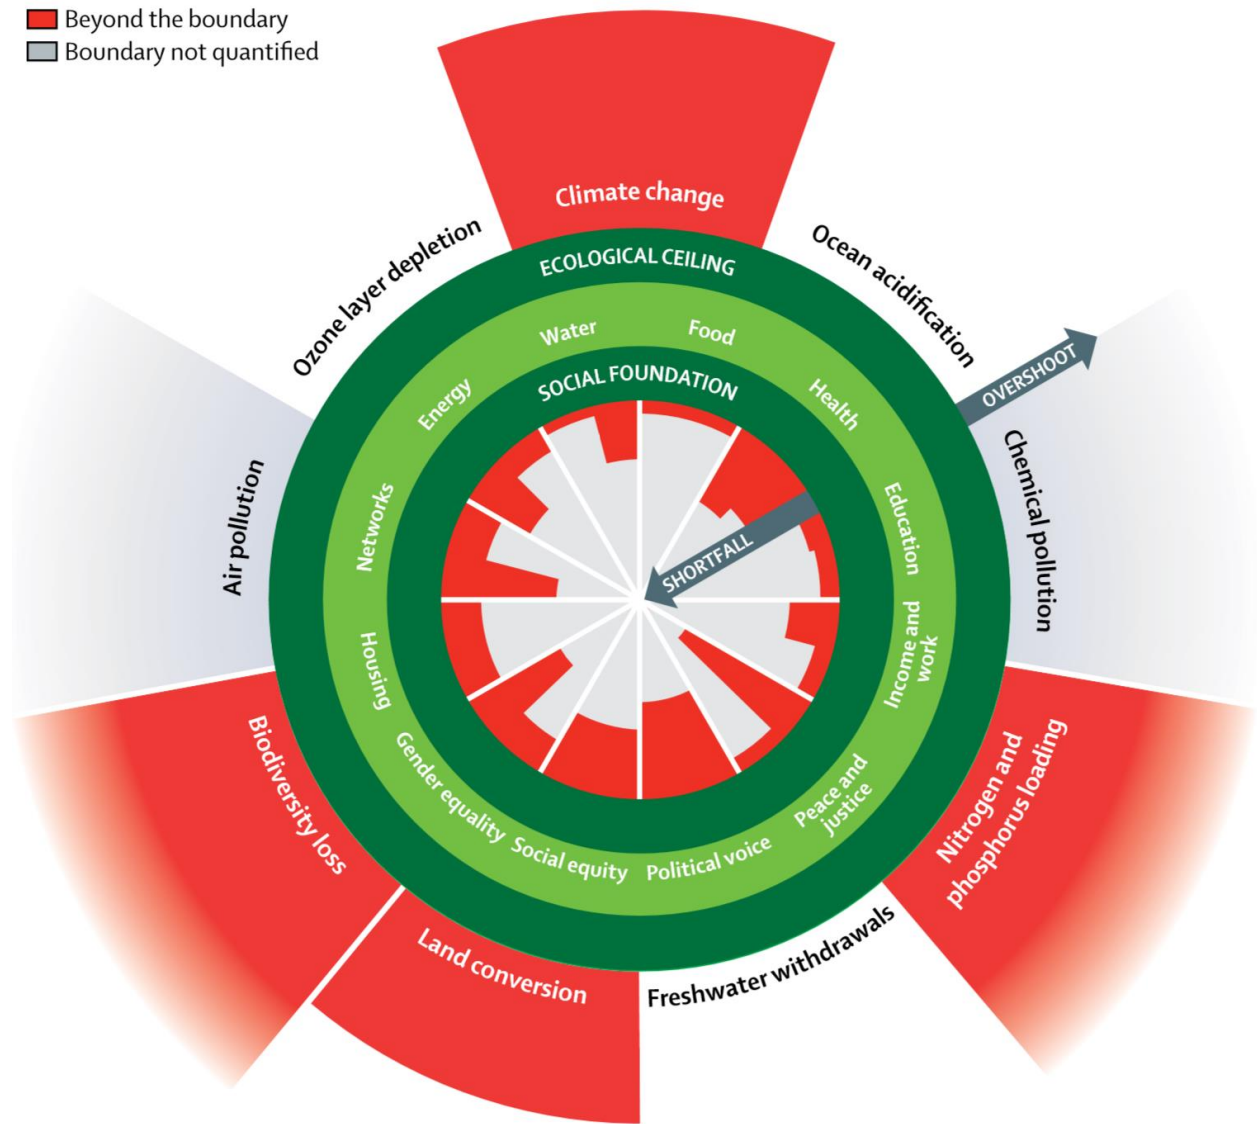 Beyond the boundary
Boundary not quantified
Climate change
Ocean acidification
OVERSHOOT
Chemical pollution
Nitrogen and
phosphorus loading
Freshwater withdrawals
Land conversion
Biodiversity loss
Air pollution
Ozone layer depletion
ECOLOGICAL CEILING
Water
Food
Health
Education
Income and
work
Peace and
justice
Political voice
Social equity
Gender equality
Housing
Networks
Energy
SOCIAL FOUNDATION
SHORTFALL